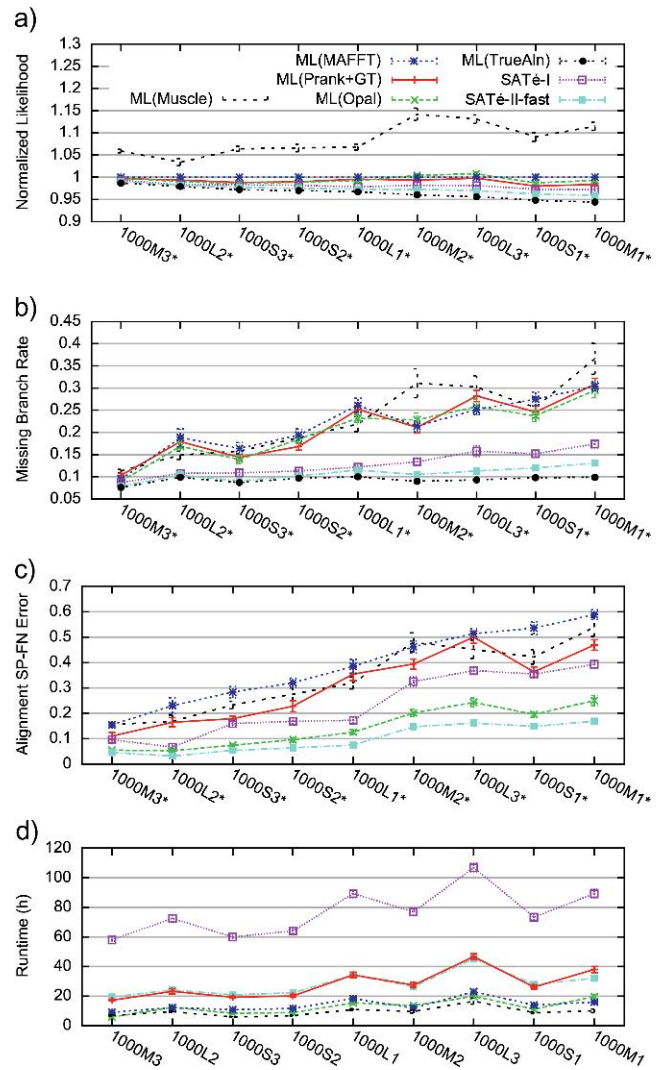 a)
Normalized Likelihood
1.3
1.25
1.2
1.15
1.1
1.05
1
0.95
0.9
ML(MAFFT) ML(TrueAln)
ML(Prank+GT) SATé-I
ML(Muscle) ML(Opal) SATé-II-fast
1000M3* 1000L2* 1000S3* 1000S2* 1000L1* 1000M2* 1000L3* 1000S1* 1000M1*
b)
Missing Branch Rate
0.45
0.4
0.35
0.3
0.25
0.2
0.15
0.1
0.05
1000M3* 1000L2* 1000S3* 1000S2* 1000L1* 1000M2* 1000L3* 1000S1* 1000M1*
c)
Alignment SP-FN Error
0.7
0.6
0.5
0.4
0.3
0.2
0.1
0
1000M3* 1000L2* 1000S3* 1000S2* 1000L1* 1000M2* 1000L3* 1000S1* 1000M1*
d)
Runtime (h)
120
100
80
60
40
20
0
1000M3 1000L2 1000S3 1000S2 1000L1 1000M2 1000L3 1000S1 1000M1